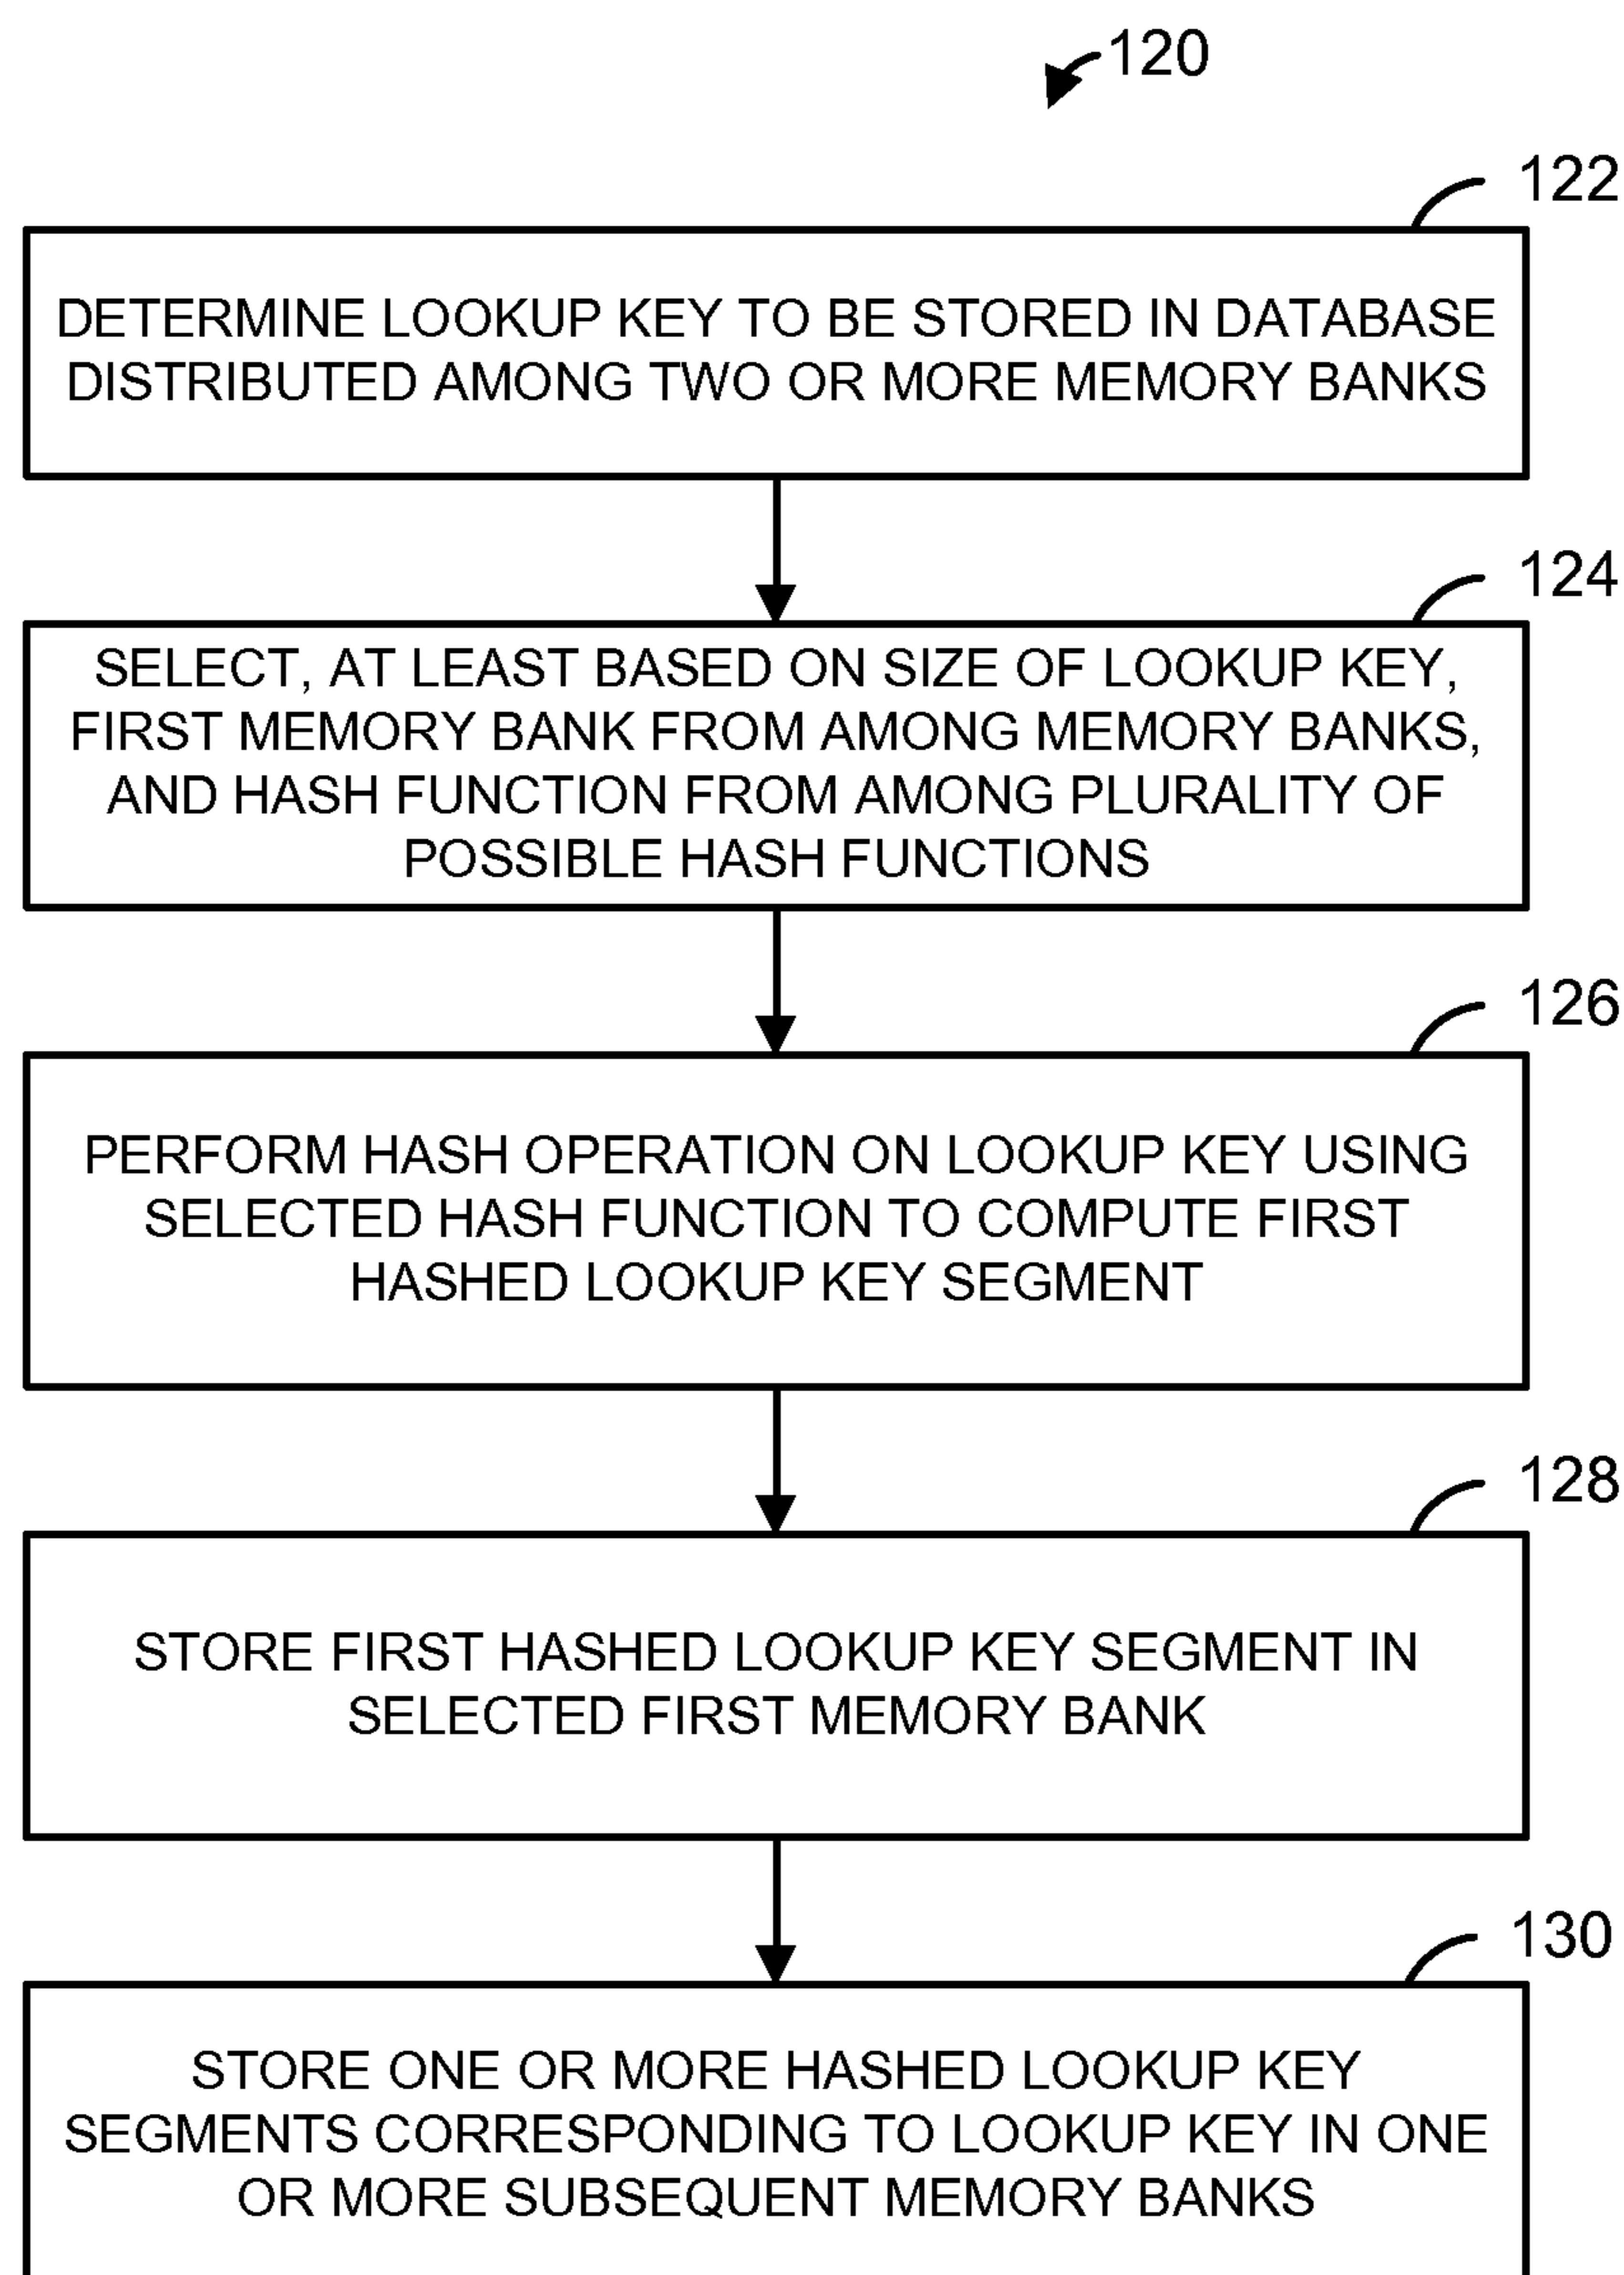 120
122
DETERMINE LOOKUP KEY TO BE STORED IN DATABASE
DISTRIBUTED AMONG TWO OR MORE MEMORY BANKS
124
SELECT, AT LEAST BASED ON SIZE OF LOOKUP KEY,
FIRST MEMORY BANK FROM AMONG MEMORY BANKS,
AND HASH FUNCTION FROM AMONG PLURALITY OF
POSSIBLE HASH FUNCTIONS
126
PERFORM HASH OPERATION ON LOOKUP KEY USING
SELECTED HASH FUNCTION TO COMPUTE FIRST
HASHED LOOKUP KEY SEGMENT
128
STORE FIRST HASHED LOOKUP KEY SEGMENT IN
SELECTED FIRST MEMORY BANK
130
STORE ONE OR MORE HASHED LOOKUP KEY
SEGMENTS CORRESPONDING TO LOOKUP KEY IN ONE
OR MORE SUBSEQUENT MEMORY BANKS